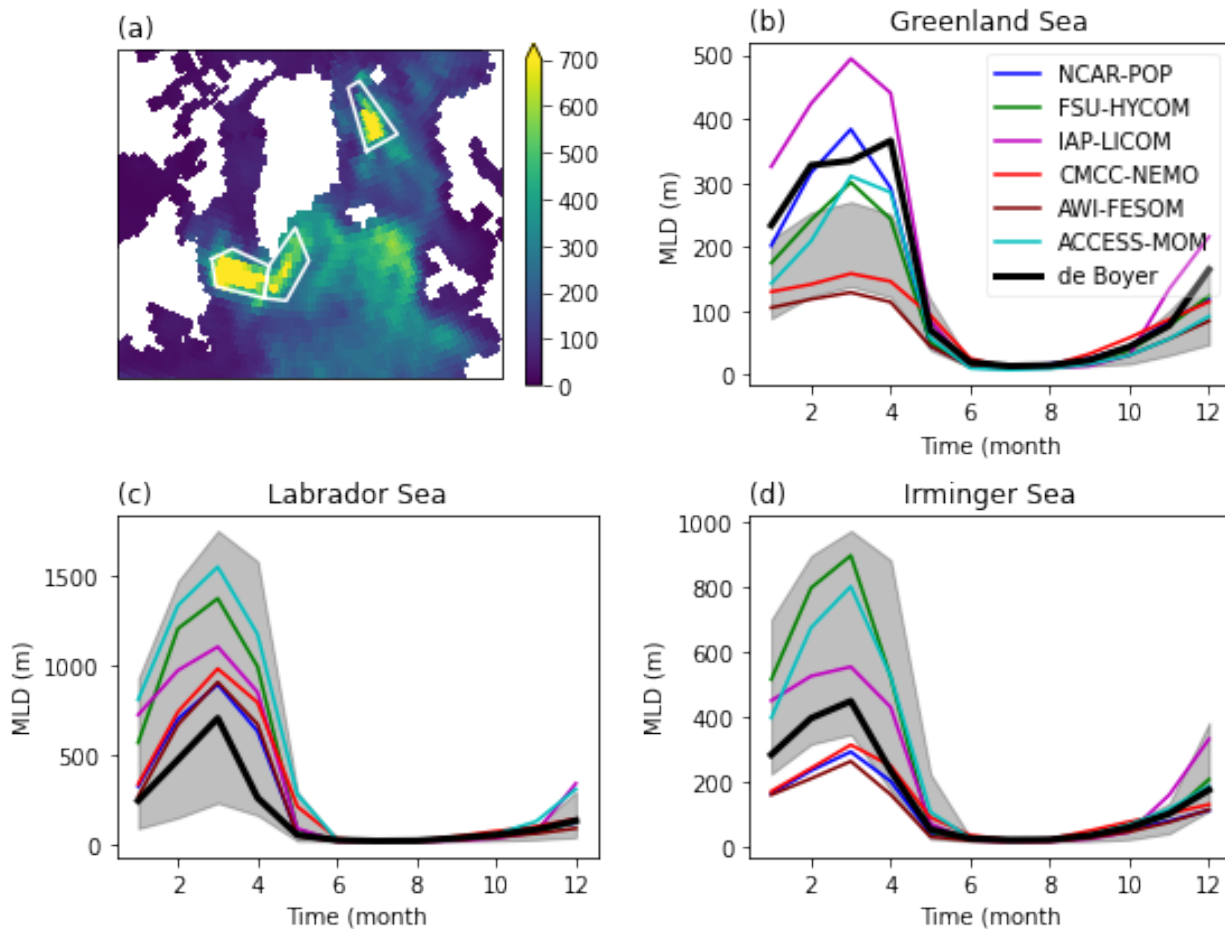 (a)
700
600
500
400
300
200
100
0
(b) Greenland Sea
500
400
300
200
100
0
MLD (m)
NCAR-POP
FSU-HYCOM
IAP-LICOM
CMCC-NEMO
AWI-FESOM
ACCESS-MOM
de Boyer
2 4 6 8 10 12
Time (month
(c) Labrador Sea
1500
1000
500
0
MLD (m)
2 4 6 8 10 12
Time (month
(d) Irminger Sea
1000
800
600
400
200
0
MLD (m)
2 4 6 8 10 12
Time (month